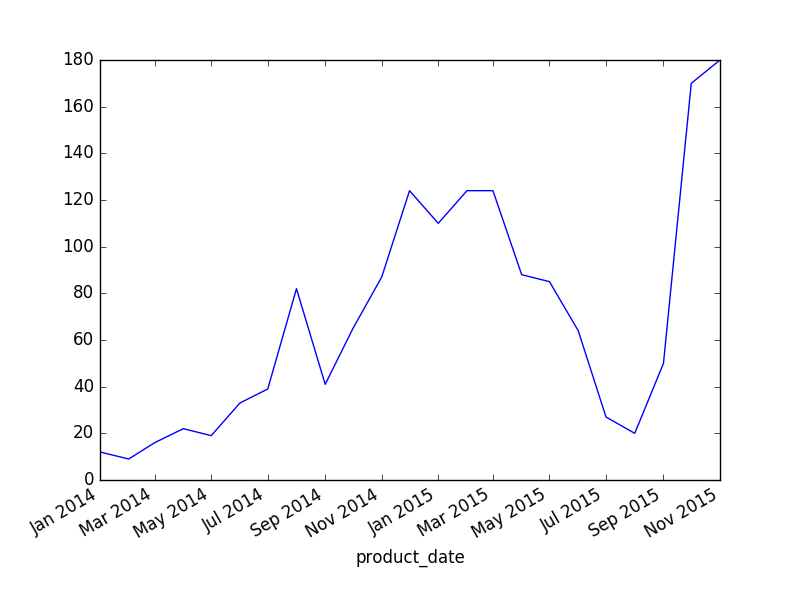 180
160
140
120
100
80
60
40
20
0
Jan 2014
Mar 2014
May 2014
Jul 2014
Sep 2014
Nov 2014
Jan 2015
Mar 2015
May 2015
Jul 2015
Sep 2015
Nov 2015
product_date